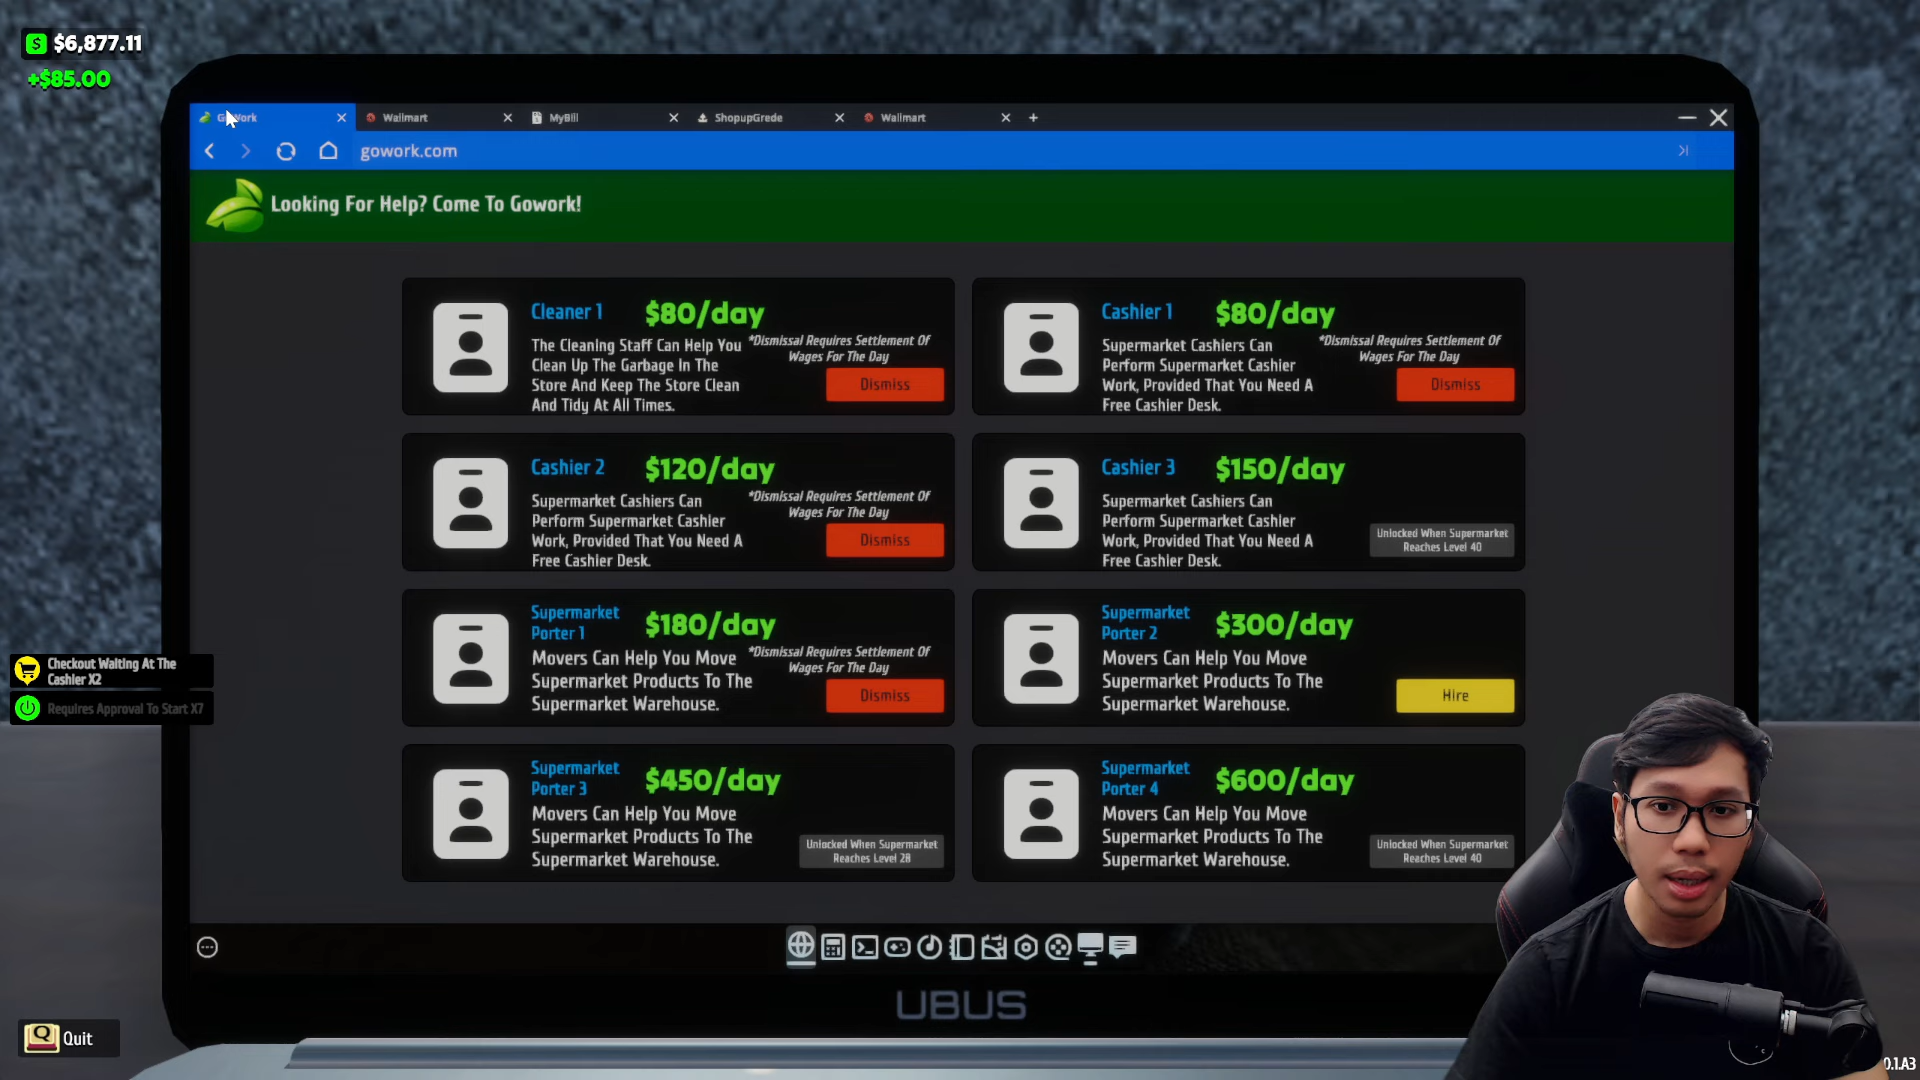 $ $6,877.11
+$85.00
GoWork
Wallmart
MyBill
ShopupGrede
Wallmart
gowork.com
Looking For Help? Come To Gowork!
Cleaner 1 $80/day
The Cleaning Staff Can Help You
Clean Up The Garbage In The
Store And Keep The Store Clean
And Tidy At All Times.
*Dismissal Requires Settlement Of
Wages For The Day
Dismiss
Cashier 1 $80/day
Supermarket Cashiers Can
Perform Supermarket Cashier
Work, Provided That You Need A
Free Cashier Desk.
*Dismissal Requires Settlement Of
Wages For The Day
Dismiss
Cashier 2 $120/day
Supermarket Cashiers Can
Perform Supermarket Cashier
Work, Provided That You Need A
Free Cashier Desk.
*Dismissal Requires Settlement Of
Wages For The Day
Dismiss
Cashier 3 $150/day
Supermarket Cashiers Can
Perform Supermarket Cashier
Work, Provided That You Need A
Free Cashier Desk.
Unlocked When Supermarket
Reaches Level 40
Supermarket
Porter 1 $180/day
Movers Can Help You Move
Supermarket Products To The
Supermarket Warehouse.
*Dismissal Requires Settlement Of
Wages For The Day
Dismiss
Supermarket
Porter 2 $300/day
Movers Can Help You Move
Supermarket Products To The
Supermarket Warehouse.
Hire
Supermarket
Porter 3 $450/day
Movers Can Help You Move
Supermarket Products To The
Supermarket Warehouse.
Unlocked When Supermarket
Reaches Level 28
Supermarket
Porter 4 $600/day
Movers Can Help You Move
Supermarket Products To The
Supermarket Warehouse.
Unlocked When Supermarket
Reaches Level 40
Checkout Waiting At The
Cashier X2
Requires Approval To Start X7
UBUS
Q Quit
0.1.A3